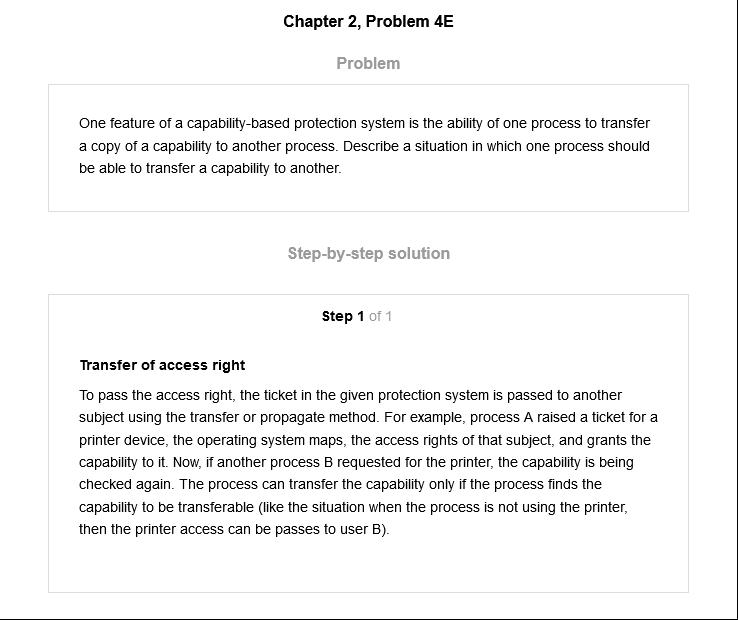 Chapter 2, Problem 4E
Problem
One feature of a capability-based protection system is the ability of one process to transfer
a copy of a capability to another process. Describe a situation in which one process should
be able to transfer a capability to another.
Step-by-step solution
Step 1 of 1
Transfer of access right
To pass the access right, the ticket in the given protection system is passed to another
subject using the transfer or propagate method. For example, process A raised a ticket for a
printer device, the operating system maps, the access rights of that subject, and grants the
capability to it. Now, if another process B requested for the printer, the capability is being
checked again. The process can transfer the capability only if the process finds the
capability to be transferable (like the situation when the process is not using the printer,
then the printer access can be passes to user B).